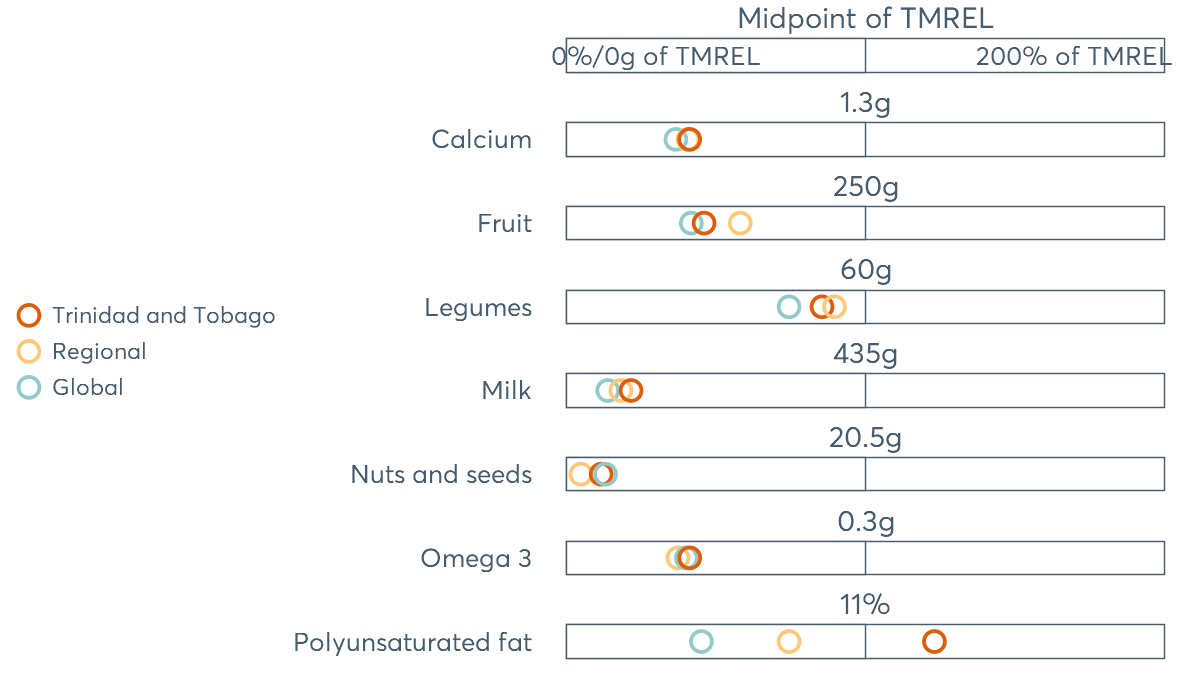 Midpoint of TMREL
0%/0g of TMREL 200% of TMREL
1.3g
Calcium
250g
Fruit
60g
Legumes
435g
Milk
20.5g
Nuts and seeds
0.3g
Omega 3
11%
Polyunsaturated fat
Trinidad and Tobago
Regional
Global